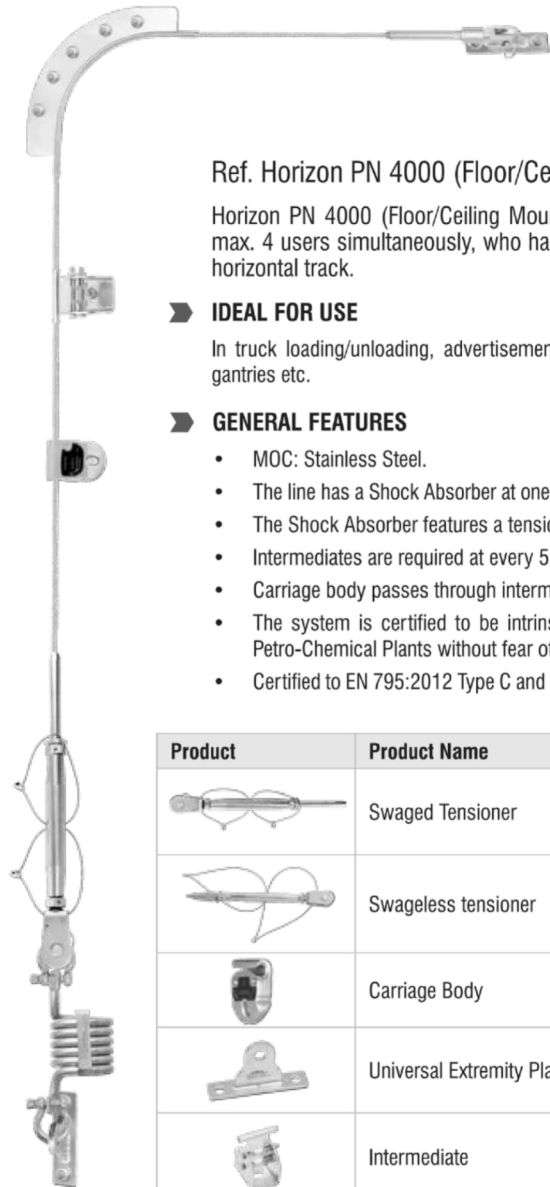 Ref. Horizon PN 4000 (Floor/Ce
Horizon PN 4000 (Floor/Ceiling Mou
max. 4 users simultaneously, who ha
horizontal track.
IDEAL FOR USE
In truck loading/unloading, advertisemen
gantries etc.
GENERAL FEATURES
• MOC: Stainless Steel.
• The line has a Shock Absorber at one
• The Shock Absorber features a tensio
• Intermediates are required at every 5
• Carriage body passes through interm
• The system is certified to be intrins
Petro-Chemical Plants without fear of
• Certified to EN 795:2012 Type C and
Product Product Name
Swaged Tensioner
Swageless tensioner
Carriage Body
Universal Extremity Pla
Intermediate